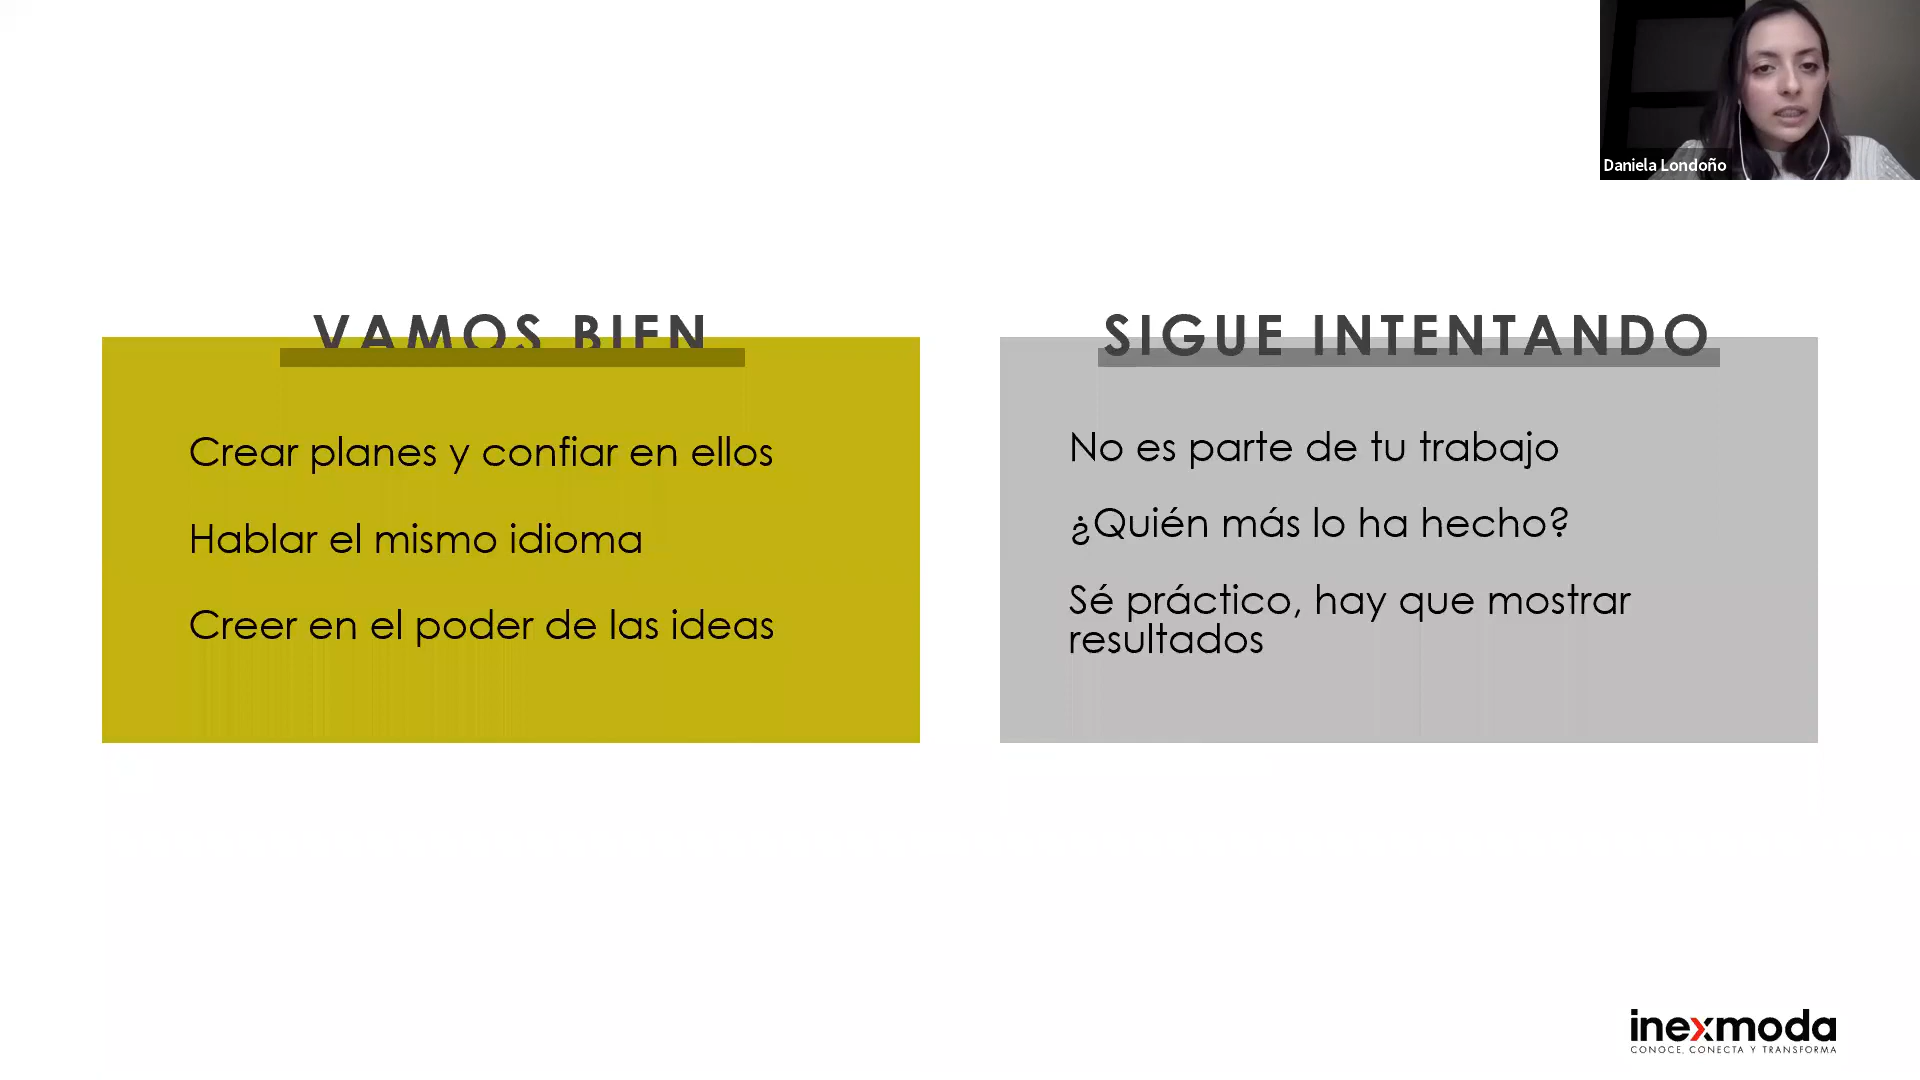 Daniela Londoño
VAMOS BIEN
Crear planes y confiar en ellos
Hablar el mismo idioma
Creer en el poder de las ideas
SIGUE INTENTANDO
No es parte de tu trabajo
¿Quién más lo ha hecho?
Sé práctico, hay que mostrar
resultados
inexmoda
CONOCE, CONECTA Y TRANSFORMA